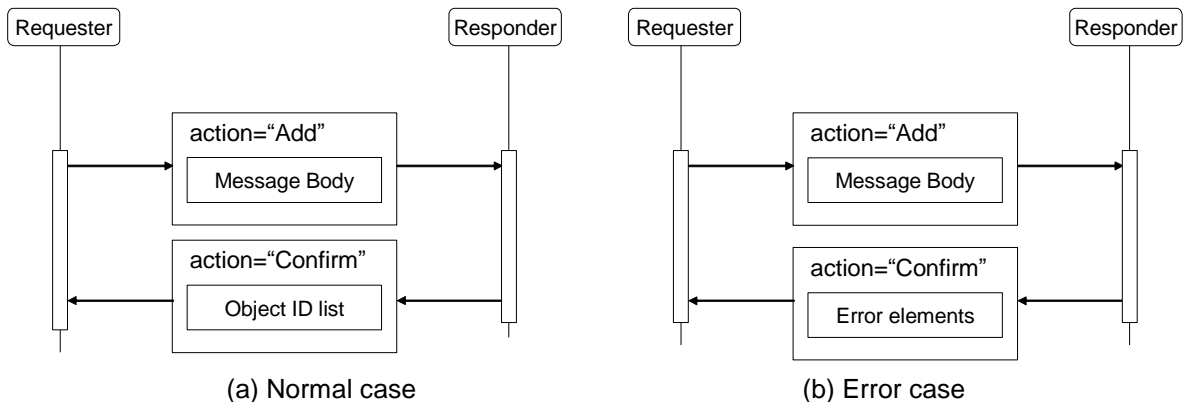 Requester
Responder
action=“Add”
Message Body
action=“Confirm”
Object ID list
(a) Normal case
Requester
Responder
action=“Add”
Message Body
action=“Confirm”
Error elements
(b) Error case